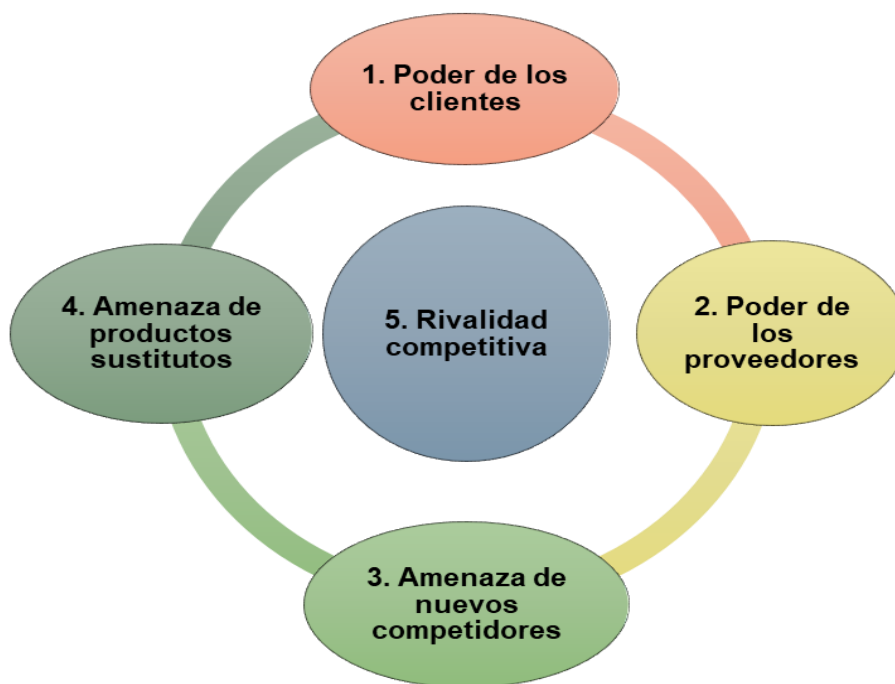 1. Poder de los
clientes
2. Poder de
los
proveedores
3. Amenaza de
nuevos
competidores
4. Amenaza de
productos
sustitutos
5. Rivalidad
competitiva